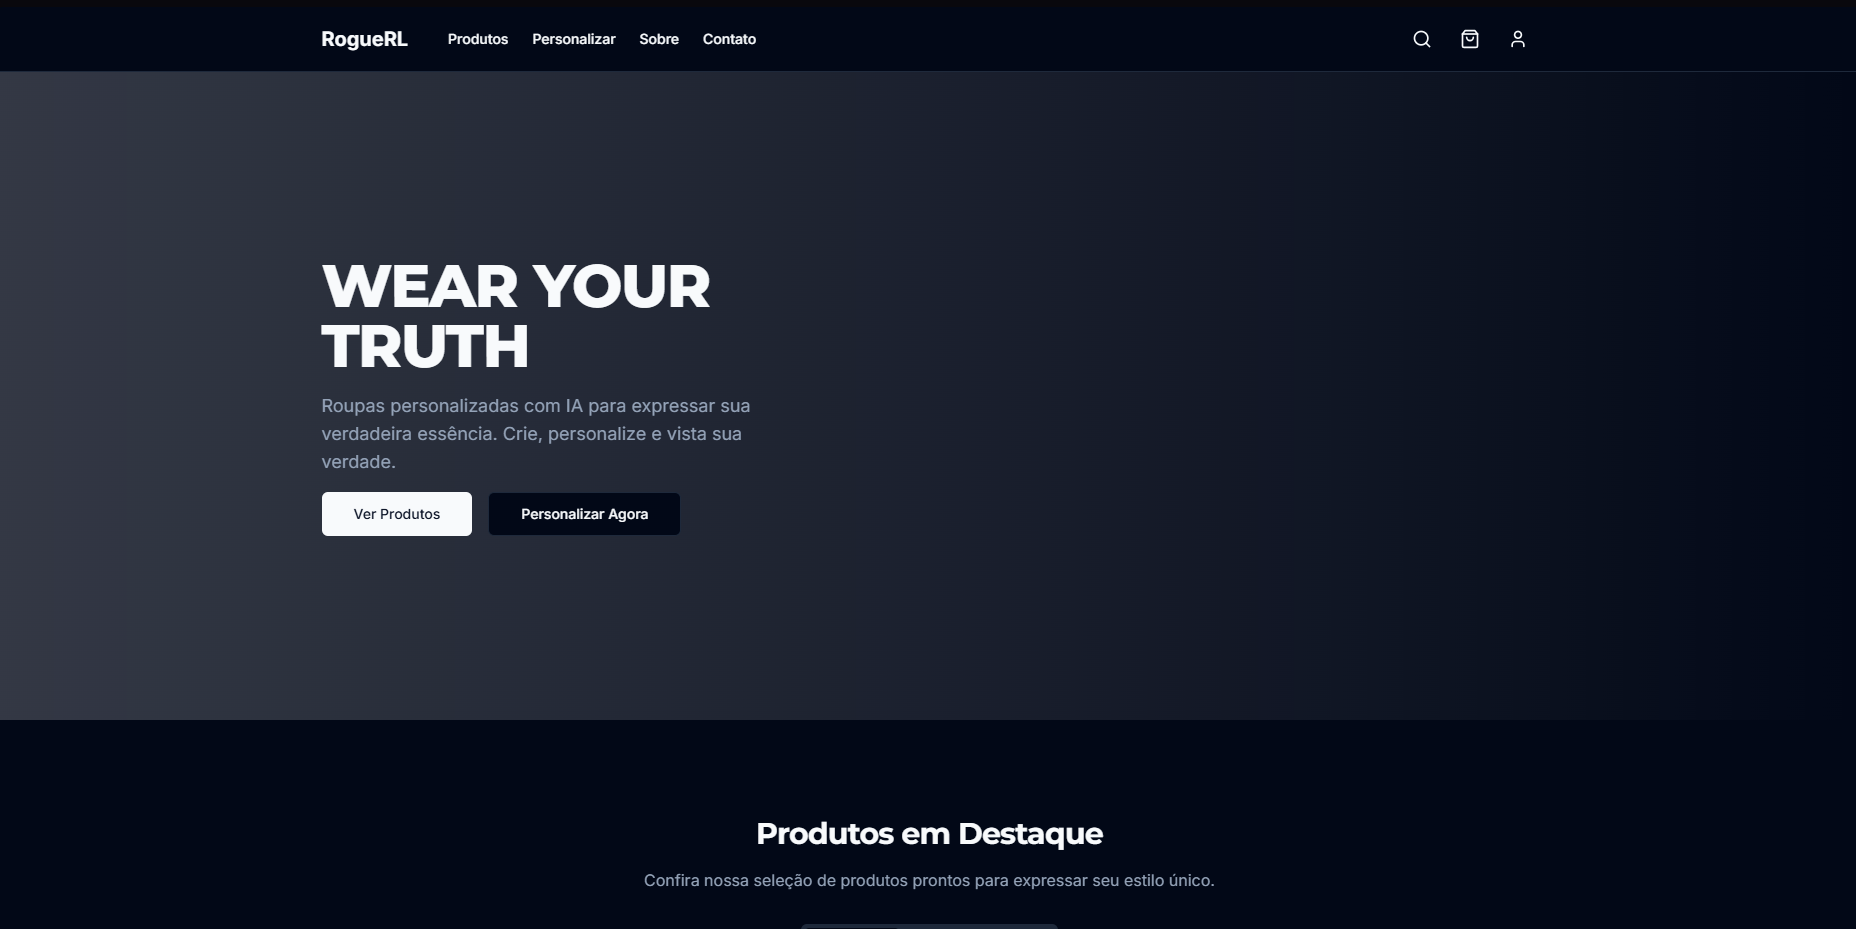 RogueRL
Produtos
Personalizar
Sobre
Contato
WEAR YOUR
TRUTH
Roupas personalizadas com IA para expressar sua
verdadeira essência. Crie, personalize e vista sua
verdade.
Ver Produtos
Personalizar Agora
Produtos em Destaque
Confira nossa seleção de produtos prontos para expressar seu estilo único.